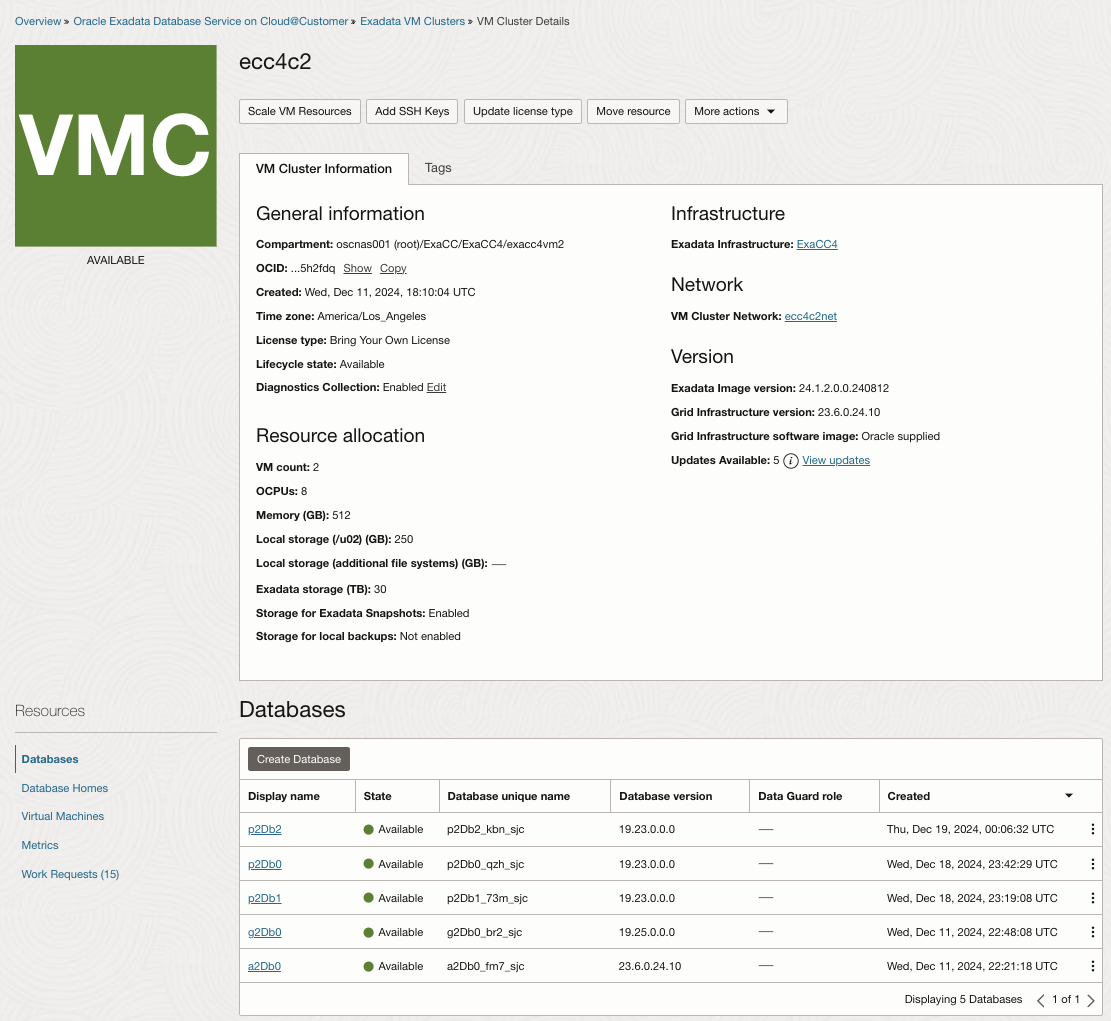 Overview » Oracle Exadata Database Service on Cloud@Customer » Exadata VM Clusters » VM Cluster Details
VMC
AVAILABLE
ecc4c2
Scale VM Resources Add SSH Keys Update license type Move resource More actions
VM Cluster Information Tags
General information
Compartment: oscnas001 (root)/ExaCC/ExaCC4/exacc4vm2
OCID: ...5h2fdq Show Copy
Created: Wed, Dec 11, 2024, 18:10:04 UTC
Time zone: America/Los_Angeles
License type: Bring Your Own License
Lifecycle state: Available
Diagnostics Collection: Enabled Edit
Resource allocation
VM count: 2
OCPUs: 8
Memory (GB): 512
Local storage (/u02) (GB): 250
Local storage (additional file systems) (GB): —
Exadata storage (TB): 30
Storage for Exadata Snapshots: Enabled
Storage for local backups: Not enabled
Infrastructure
Exadata Infrastructure: ExaCC4
Network
VM Cluster Network: ecc4c2net
Version
Exadata Image version: 24.1.2.0.0.240812
Grid Infrastructure version: 23.6.0.24.10
Grid Infrastructure software image: Oracle supplied
Updates Available: 5 i View updates
Resources
Databases
Database Homes
Virtual Machines
Metrics
Work Requests (15)
Databases
Create Database
Display name State Database unique name Database version Data Guard role Created
p2Db2 Available p2Db2_kbn_sjc 19.23.0.0.0 — Thu, Dec 19, 2024, 00:06:32 UTC
p2Db0 Available p2Db0_qzh_sjc 19.23.0.0.0 — Wed, Dec 18, 2024, 23:42:29 UTC
p2Db1 Available p2Db1_73m_sjc 19.23.0.0.0 — Wed, Dec 18, 2024, 23:19:08 UTC
g2Db0 Available g2Db0_br2_sjc 19.25.0.0.0 — Wed, Dec 11, 2024, 22:48:08 UTC
a2Db0 Available a2Db0_fm7_sjc 23.6.0.24.10 — Wed, Dec 11, 2024, 22:21:18 UTC
Displaying 5 Databases < 1 of 1 >